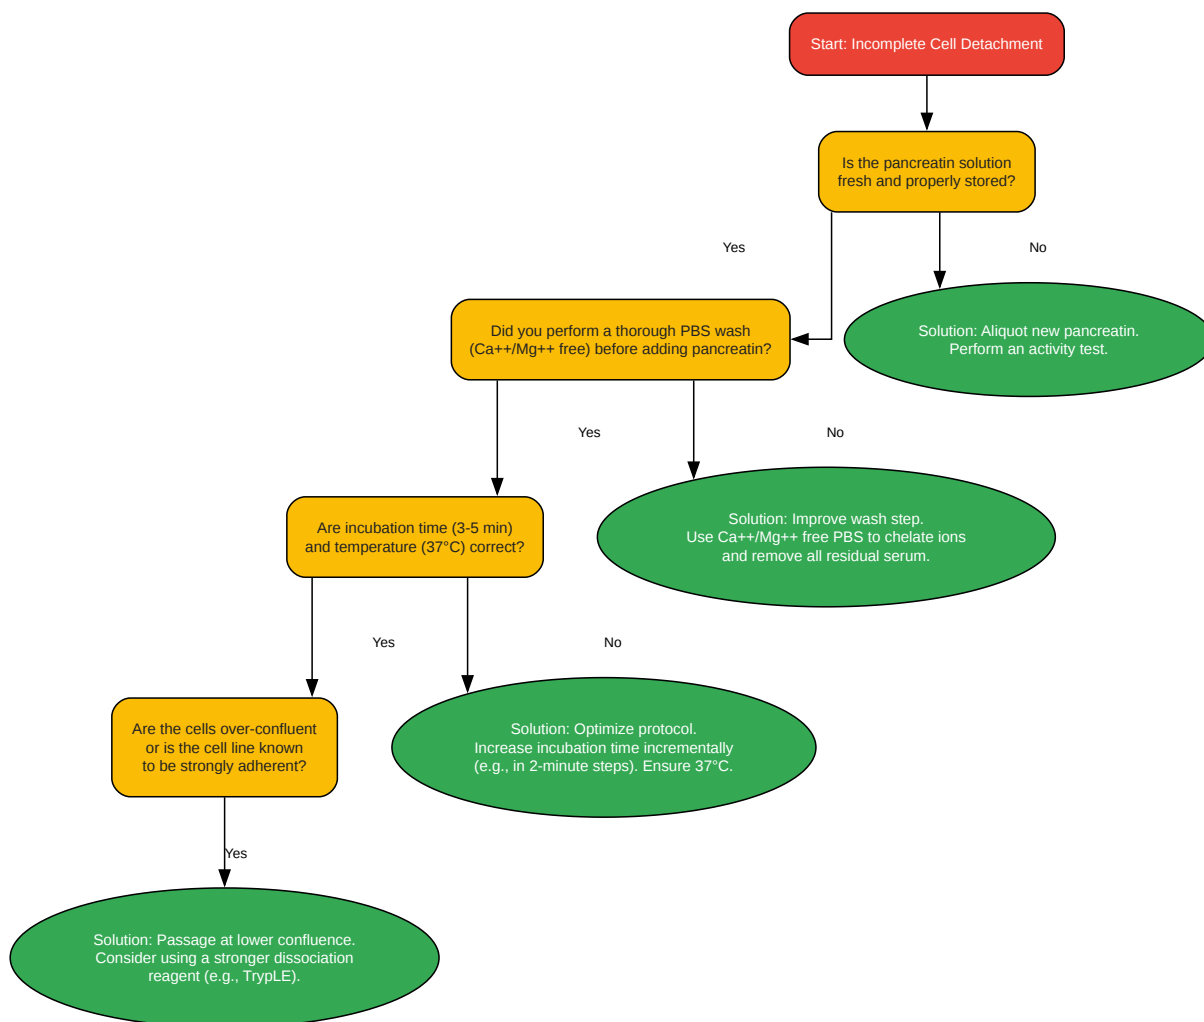 Start: Incomplete Cell Detachment
Is the pancreatin solution
fresh and properly stored?
Yes
No
Did you perform a thorough PBS wash
(Ca++/Mg++ free) before adding pancreatin?
Solution: Aliquot new pancreatin.
Perform an activity test.
Yes
No
Are incubation time (3-5 min)
and temperature (37°C) correct?
Solution: Improve wash step.
Use Ca++/Mg++ free PBS to chelate ions
and remove all residual serum.
Yes
No
Are the cells over-confluent
or is the cell line known
to be strongly adherent?
Solution: Optimize protocol.
Increase incubation time incrementally
(e.g., in 2-minute steps). Ensure 37°C.
Yes
Solution: Passage at lower confluence.
Consider using a stronger dissociation
reagent (e.g., TrypLE).